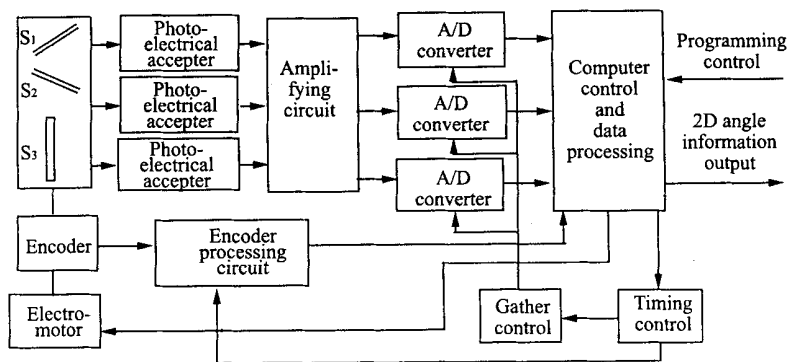 S1
S2
S3
Photo-
electrical
accepter
Photo-
electrical
accepter
Photo-
electrical
accepter
Ampli-
fying
circuit
A/D
converter
A/D
converter
A/D
converter
Computer
control
and
data
processing
Programming
control
2D angle
information
output
Encoder
Encoder
processing
circuit
Electro-
motor
Gather
control
Timing
control